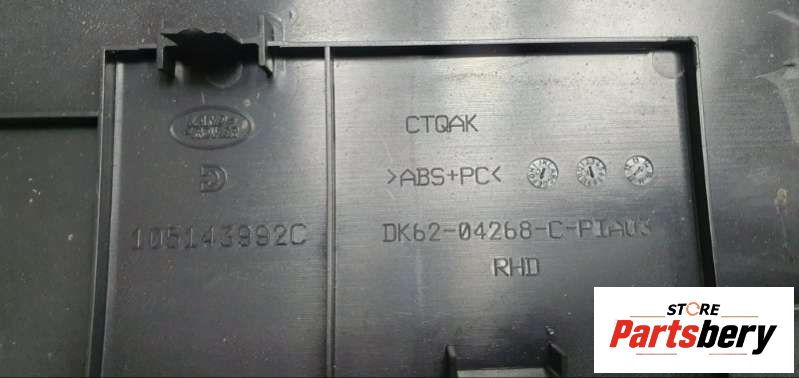 LAND-
ROVER
D
105143992C
CTQAK
>ABS+PC<
DK62-04268-C-PIA03
RHD
STORE
Partsbery